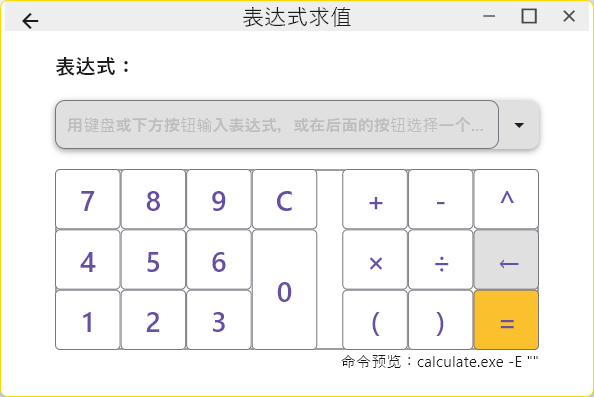 表达式求值
表达式：
用键盘或下方按钮输入表达式，或在后面的按钮选择一个...
7 8 9 C + - ^
4 5 6 × ÷ ←
0
1 2 3 ( ) =
命令预览：calculate.exe -E ""